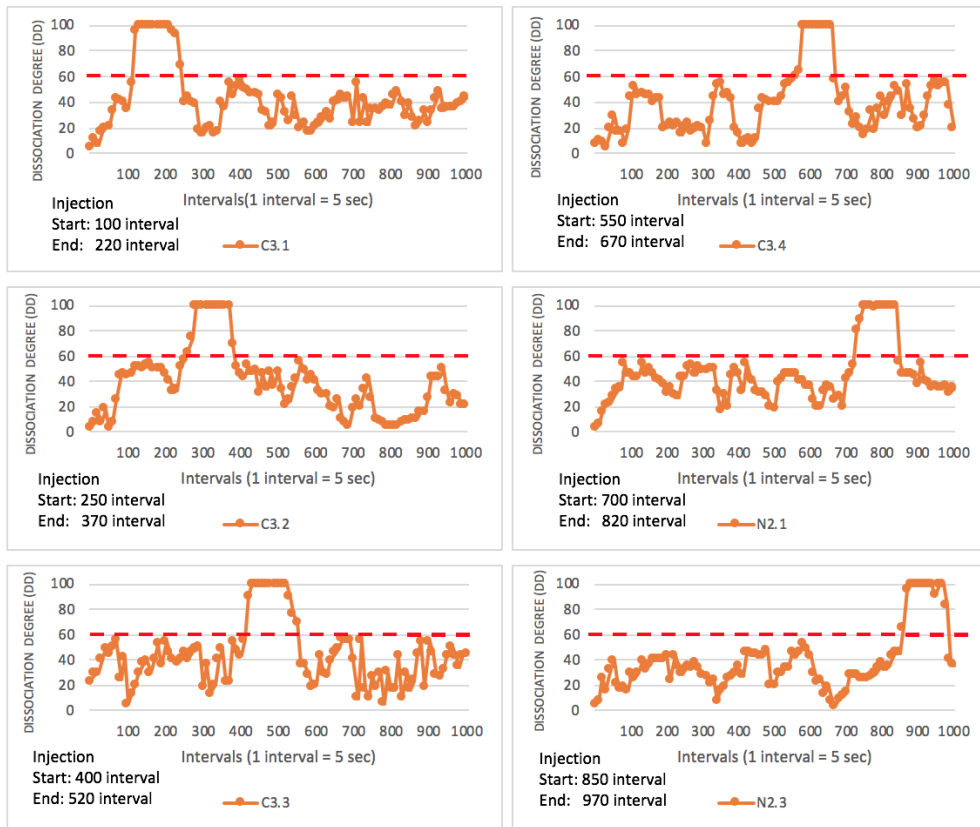 DISSOCIATION DEGREE (DD)
100
80
60
40
20
0
100 200 300 400 500 600 700 800 900 1000
Intervals(1 interval = 5 sec)
Injection
Start: 100 interval
End: 220 interval
C3.1
DISSOCIATION DEGREE (DD)
100
80
60
40
20
0
100 200 300 400 500 600 700 800 900 1000
Intervals (1 interval = 5 sec)
Injection
Start: 550 interval
End: 670 interval
C3.4
DISSOCIATION DEGREE (DD)
100
80
60
40
20
0
100 200 300 400 500 600 700 800 900 1000
Intervals (1 interval = 5 sec)
Injection
Start: 250 interval
End: 370 interval
C3.2
DISSOCIATION DEGREE (DD)
100
80
60
40
20
0
100 200 300 400 500 600 700 800 900 1000
Intervals (1 interval = 5 sec)
Injection
Start: 700 interval
End: 820 interval
N2.1
DISSOCIATION DEGREE (DD)
100
80
60
40
20
0
100 200 300 400 500 600 700 800 900 1000
Intervals (1 interval = 5 sec)
Injection
Start: 400 interval
End: 520 interval
C3.3
DISSOCIATION DEGREE (DD)
100
80
60
40
20
0
100 200 300 400 500 600 700 800 900 1000
Intervals (1 interval = 5 sec)
Injection
Start: 850 interval
End: 970 interval
N2.3